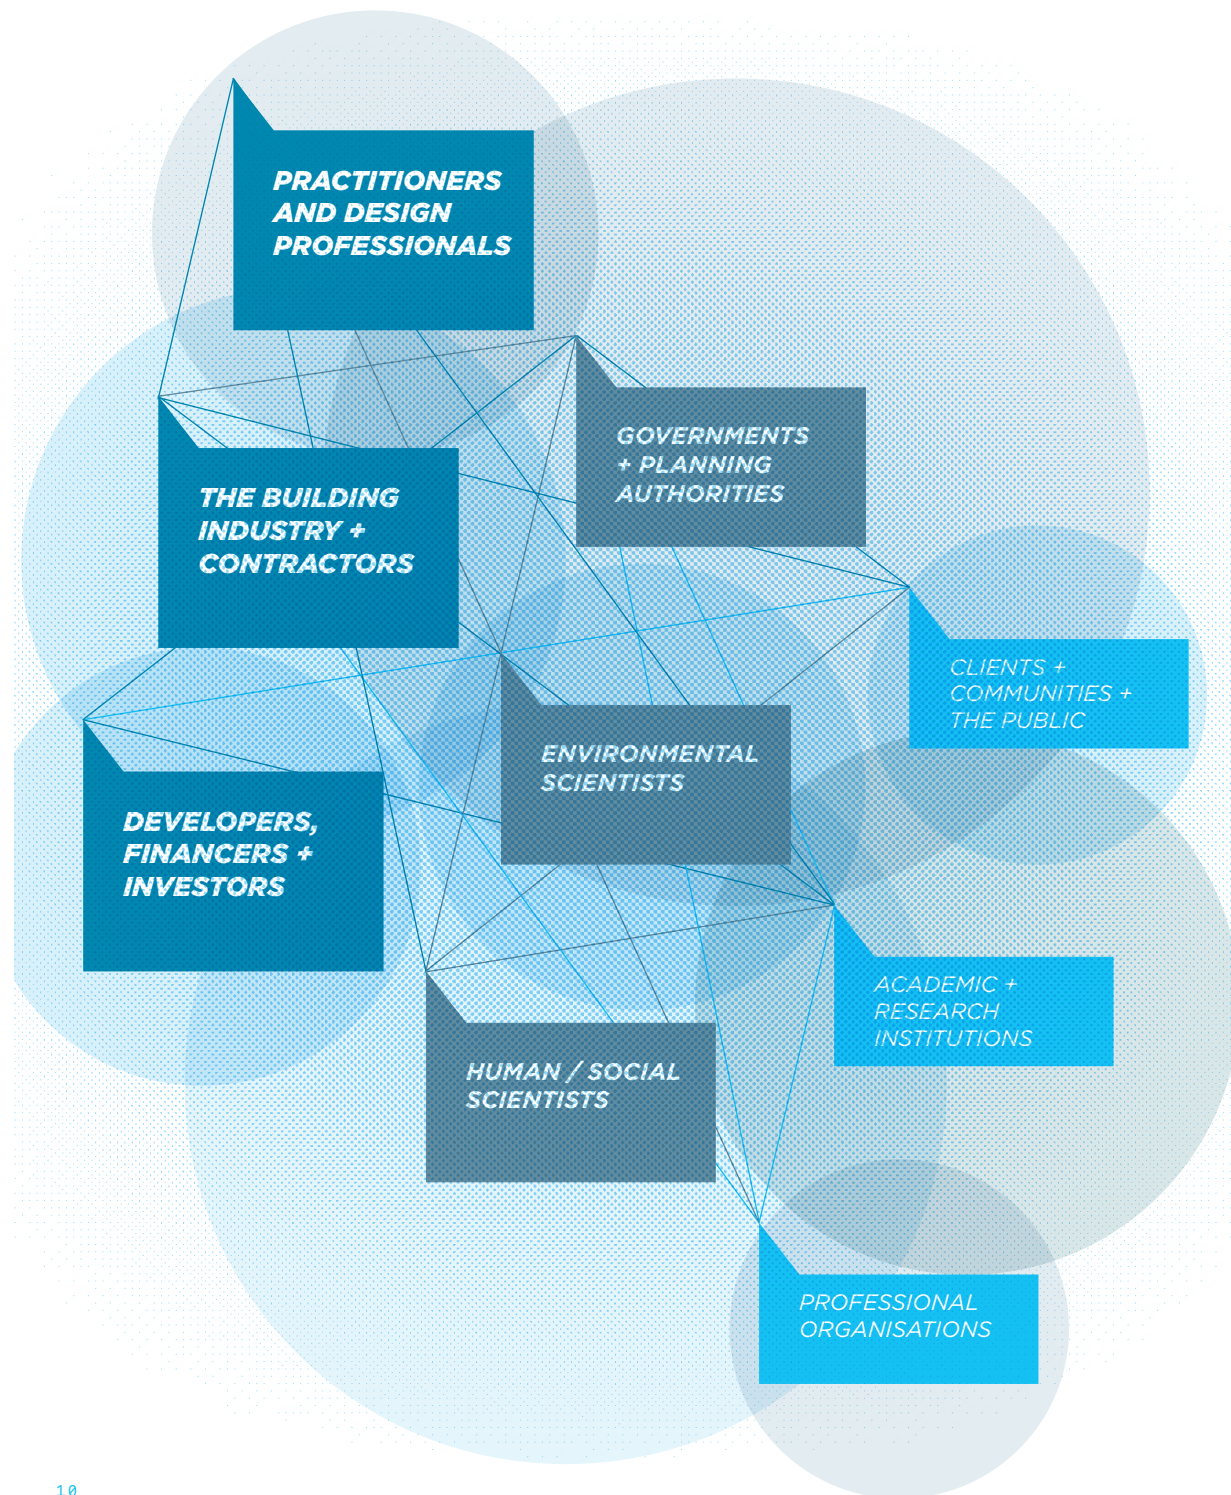 PRACTITIONERS
AND DESIGN
PROFESSIONALS
GOVERNMENTS
+ PLANNING
AUTHORITIES
THE BUILDING
INDUSTRY +
CONTRACTORS
CLIENTS +
COMMUNITIES +
THE PUBLIC
ENVIRONMENTAL
SCIENTISTS
DEVELOPERS,
FINANCERS +
INVESTORS
ACADEMIC +
RESEARCH
INSTITUTIONS
HUMAN / SOCIAL
SCIENTISTS
PROFESSIONAL
ORGANISATIONS
10